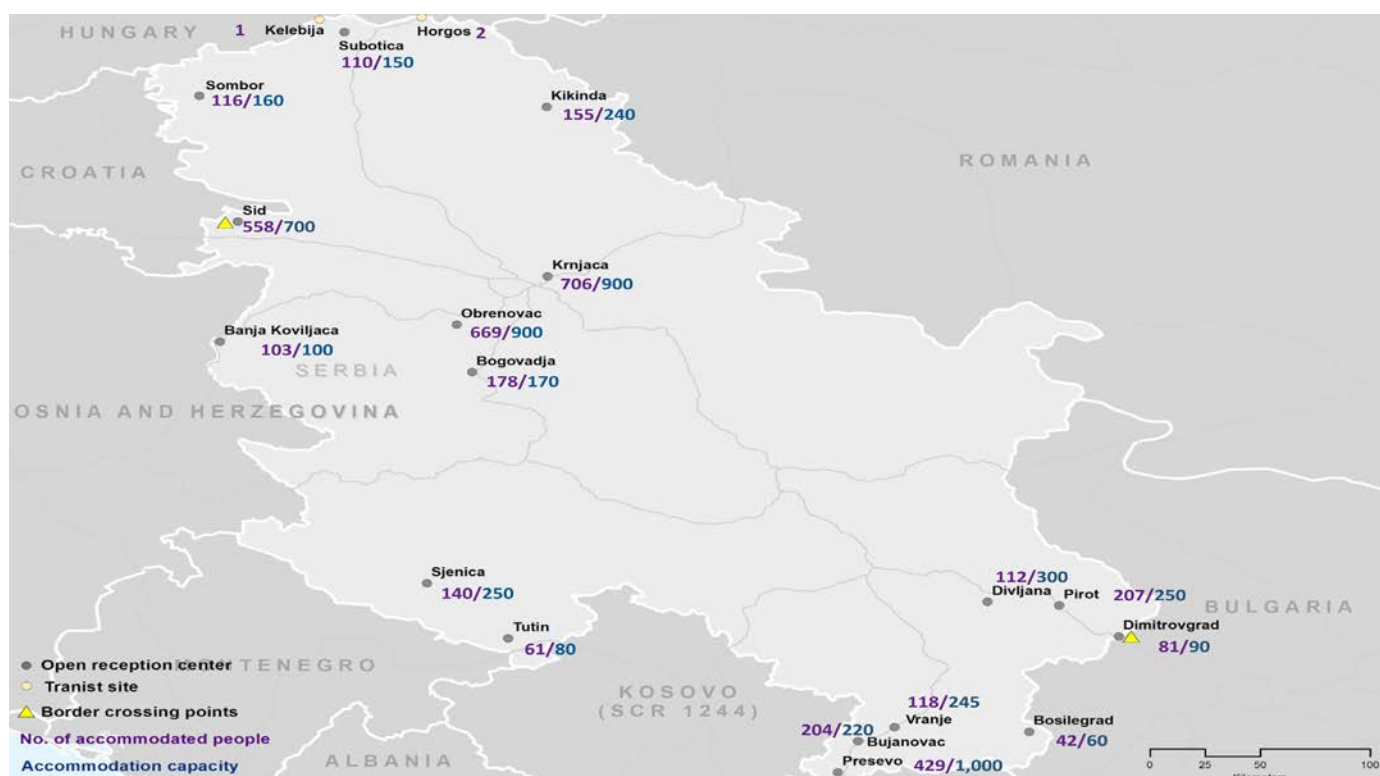 HUNGARY
1 Kelebija
Horgos 2
Subotica
110/150
Sombor
116/160
Kikinda
155/240
ROMANIA
CROATIA
Sid
558/700
Krnjaca
706/900
Obrenovac
669/900
Banja Koviljaca
103/100
Bogovadja
178/170
SERBIA
OSNIA AND HERZEGOVINA
Sjenica
140/250
112/300
Divljana
Pirot
207/250
BULGARIA
Dimitrovgrad
81/90
Tutin
61/80
Open reception center
MONTENEGRO
Tranist site
Border crossing points
No. of accommodated people
Accommodation capacity
KOSOVO
(SCR 1244)
ALBANIA
118/245
Vranje
204/220
Bujanovac
Presevo 429/1,000
Bosilegrad
42/60
0 25 50 100